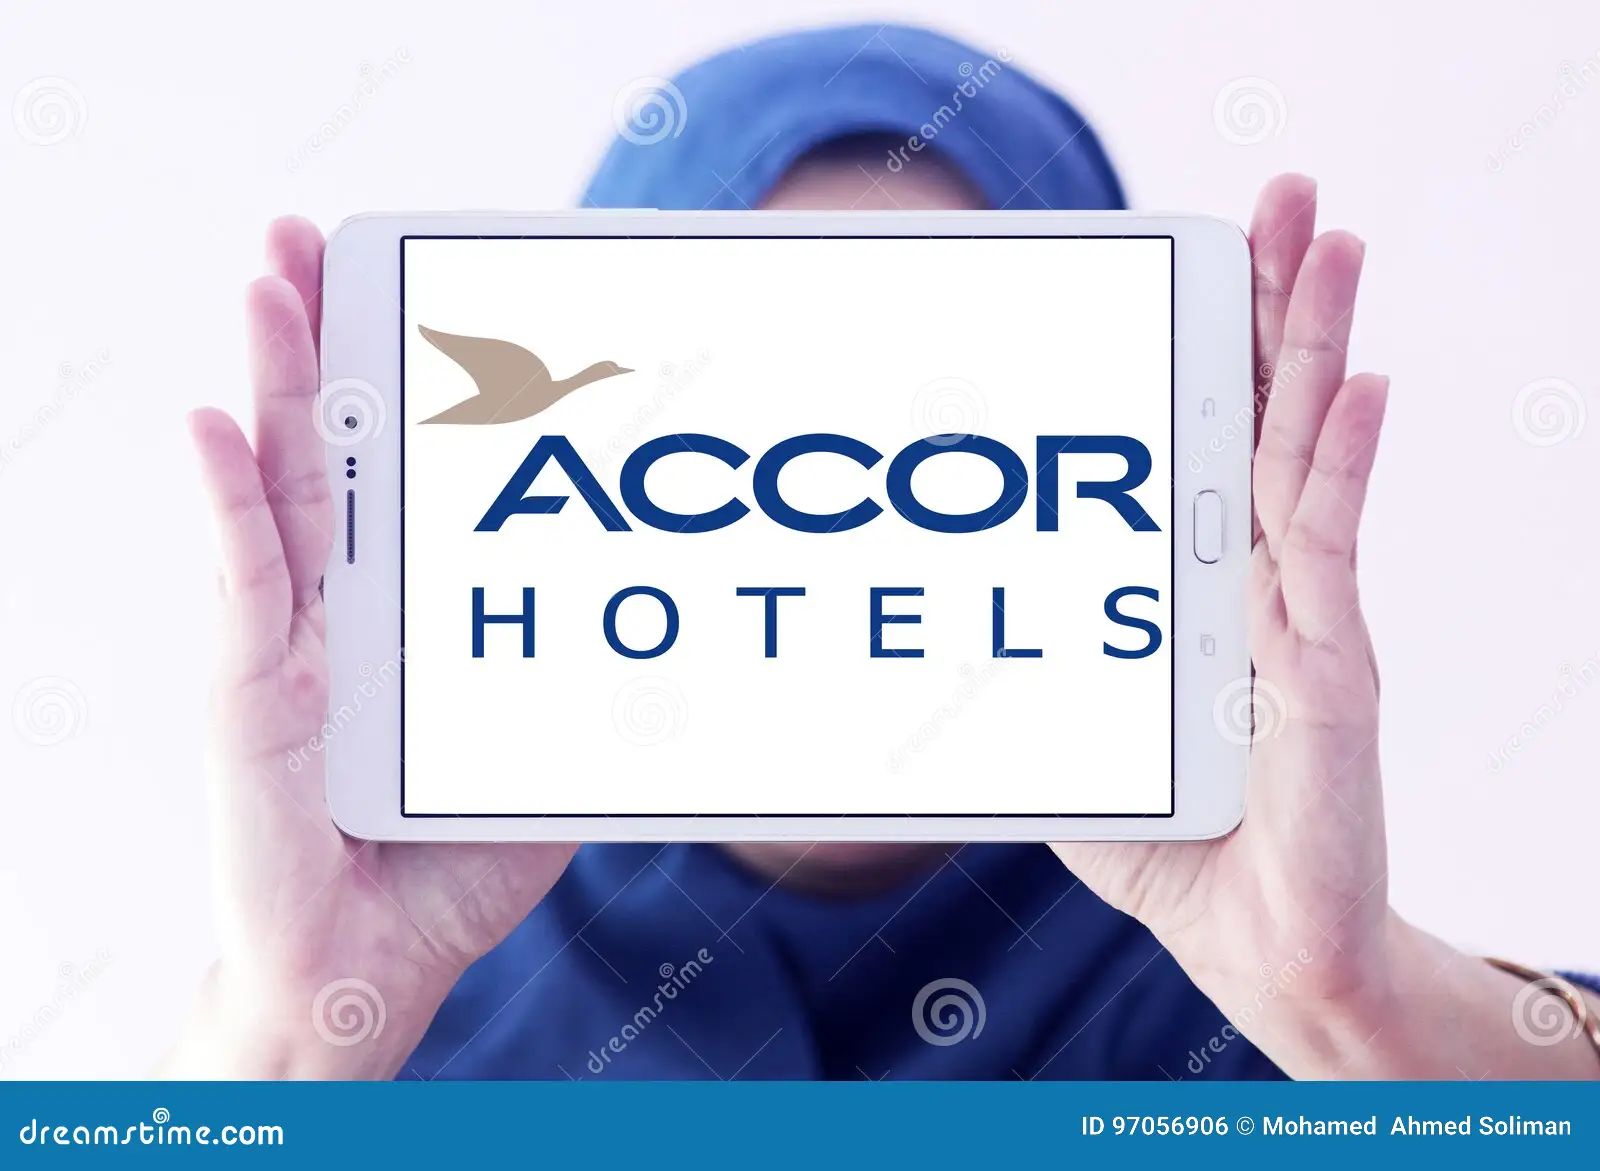 ACCOR
HOTELS
dreamstime.com
ID 97056906 © Mohamed Ahmed Soliman